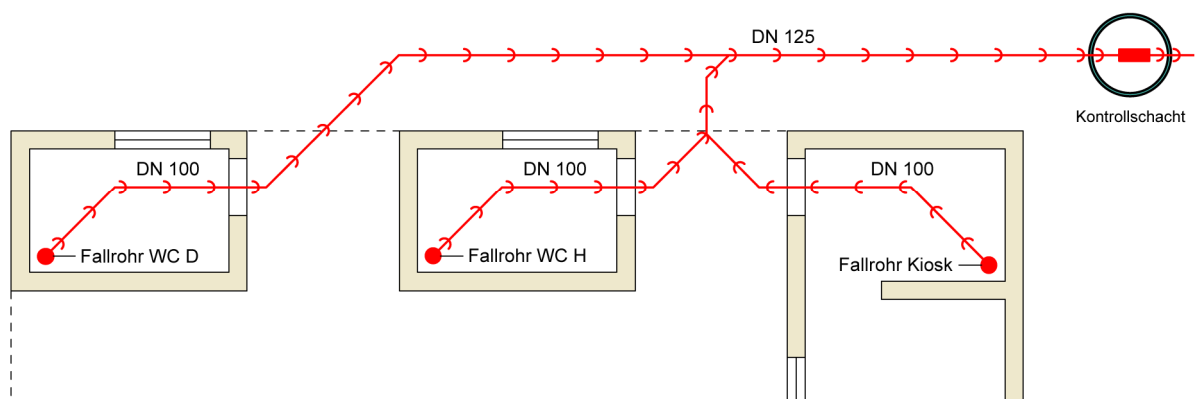 DN 125
Kontrollschacht
DN 100
DN 100
DN 100
Fallrohr WC D
Fallrohr WC H
Fallrohr Kiosk